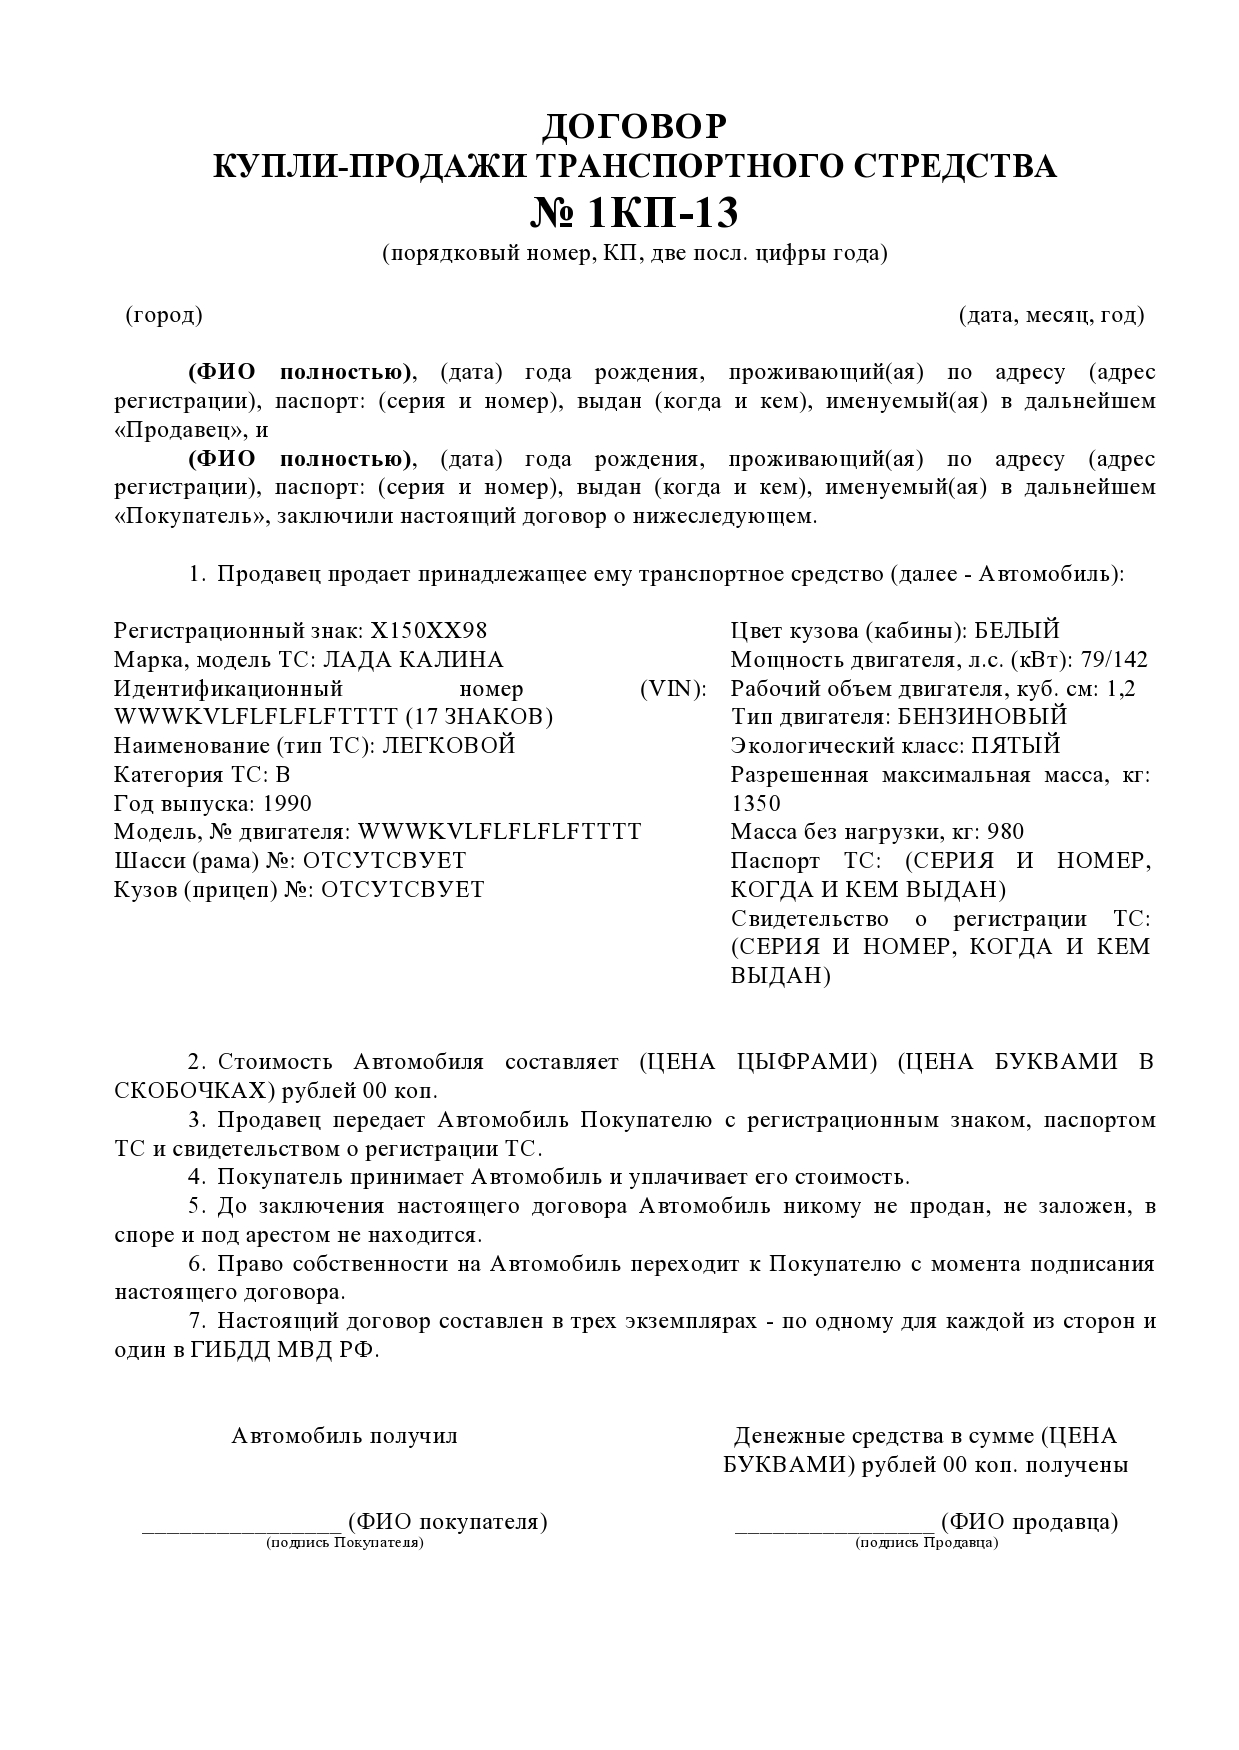 ДОГОВОР
КУПЛИ-ПРОДАЖИ ТРАНСПОРТНОГО СТРЕДСТВА
№ 1КП-13
(порядковый номер, КП, две посл. цифры года)
(город)
(дата, месяц, год)
(ФИО полностью), (дата) года рождения, проживающий(ая) по адресу (адрес
регистрации), паспорт: (серия и номер), выдан (когда и кем), именуемый(ая) в дальнейшем
«Продавец», и
(ФИО полностью), (дата) года рождения, проживающий(ая) по адресу (адрес
регистрации), паспорт: (серия и номер), выдан (когда и кем), именуемый(ая) в дальнейшем
«Покупатель», заключили настоящий договор о нижеследующем.
1. Продавец продает принадлежащее ему транспортное средство (далее - Автомобиль):
Регистрационный знак: Х150ХХ98
Марка, модель ТС: ЛАДА КАЛИНА
Идентификационный номер (VIN):
WWWKVLFLFLFLFTTTT (17 ЗНАКОВ)
Наименование (тип ТС): ЛЕГКОВОЙ
Категория ТС: В
Год выпуска: 1990
Модель, № двигателя: WWWKVLFLFLFLFTTTT
Шасси (рама) №: ОТСУТСВУЕТ
Кузов (прицеп) №: ОТСУТСВУЕТ
Цвет кузова (кабины): БЕЛЫЙ
Мощность двигателя, л.с. (кВт): 79/142
Рабочий объем двигателя, куб. см: 1,2
Тип двигателя: БЕНЗИНОВЫЙ
Экологический класс: ПЯТЫЙ
Разрешенная максимальная масса, кг:
1350
Масса без нагрузки, кг: 980
Паспорт ТС: (СЕРИЯ И НОМЕР,
КОГДА И КЕМ ВЫДАН)
Свидетельство о регистрации ТС:
(СЕРИЯ И НОМЕР, КОГДА И КЕМ
ВЫДАН)
2. Стоимость Автомобиля составляет (ЦЕНА ЦЫФРАМИ) (ЦЕНА БУКВАМИ В
СКОБОЧКАХ) рублей 00 коп.
3. Продавец передает Автомобиль Покупателю с регистрационным знаком, паспортом
ТС и свидетельством о регистрации ТС.
4. Покупатель принимает Автомобиль и уплачивает его стоимость.
5. До заключения настоящего договора Автомобиль никому не продан, не заложен, в
споре и под арестом не находится.
6. Право собственности на Автомобиль переходит к Покупателю с момента подписания
настоящего договора.
7. Настоящий договор составлен в трех экземплярах - по одному для каждой из сторон и
один в ГИБДД МВД РФ.
Автомобиль получил
Денежные средства в сумме (ЦЕНА
БУКВАМИ) рублей 00 коп. получены
________________ (ФИО покупателя)
(подпись Покупателя)
________________ (ФИО продавца)
(подпись Продавца)